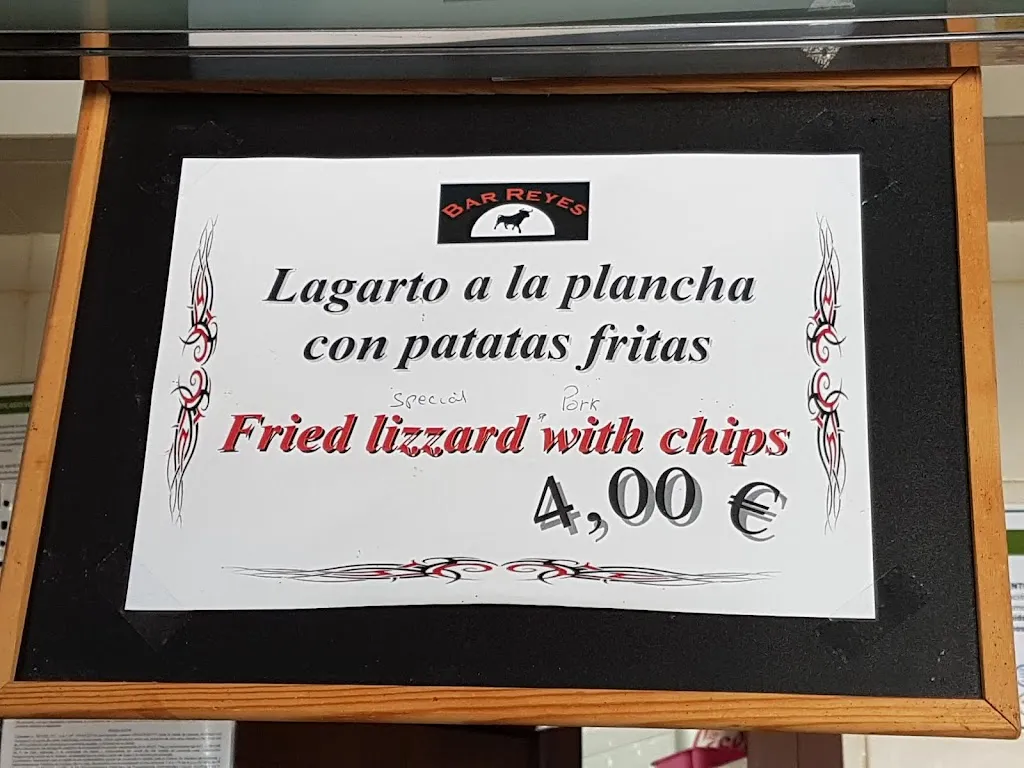 BAR REYES
Lagarto a la plancha
con patatas fritas
special Pork
Fried lizzard with chips
4,00 €